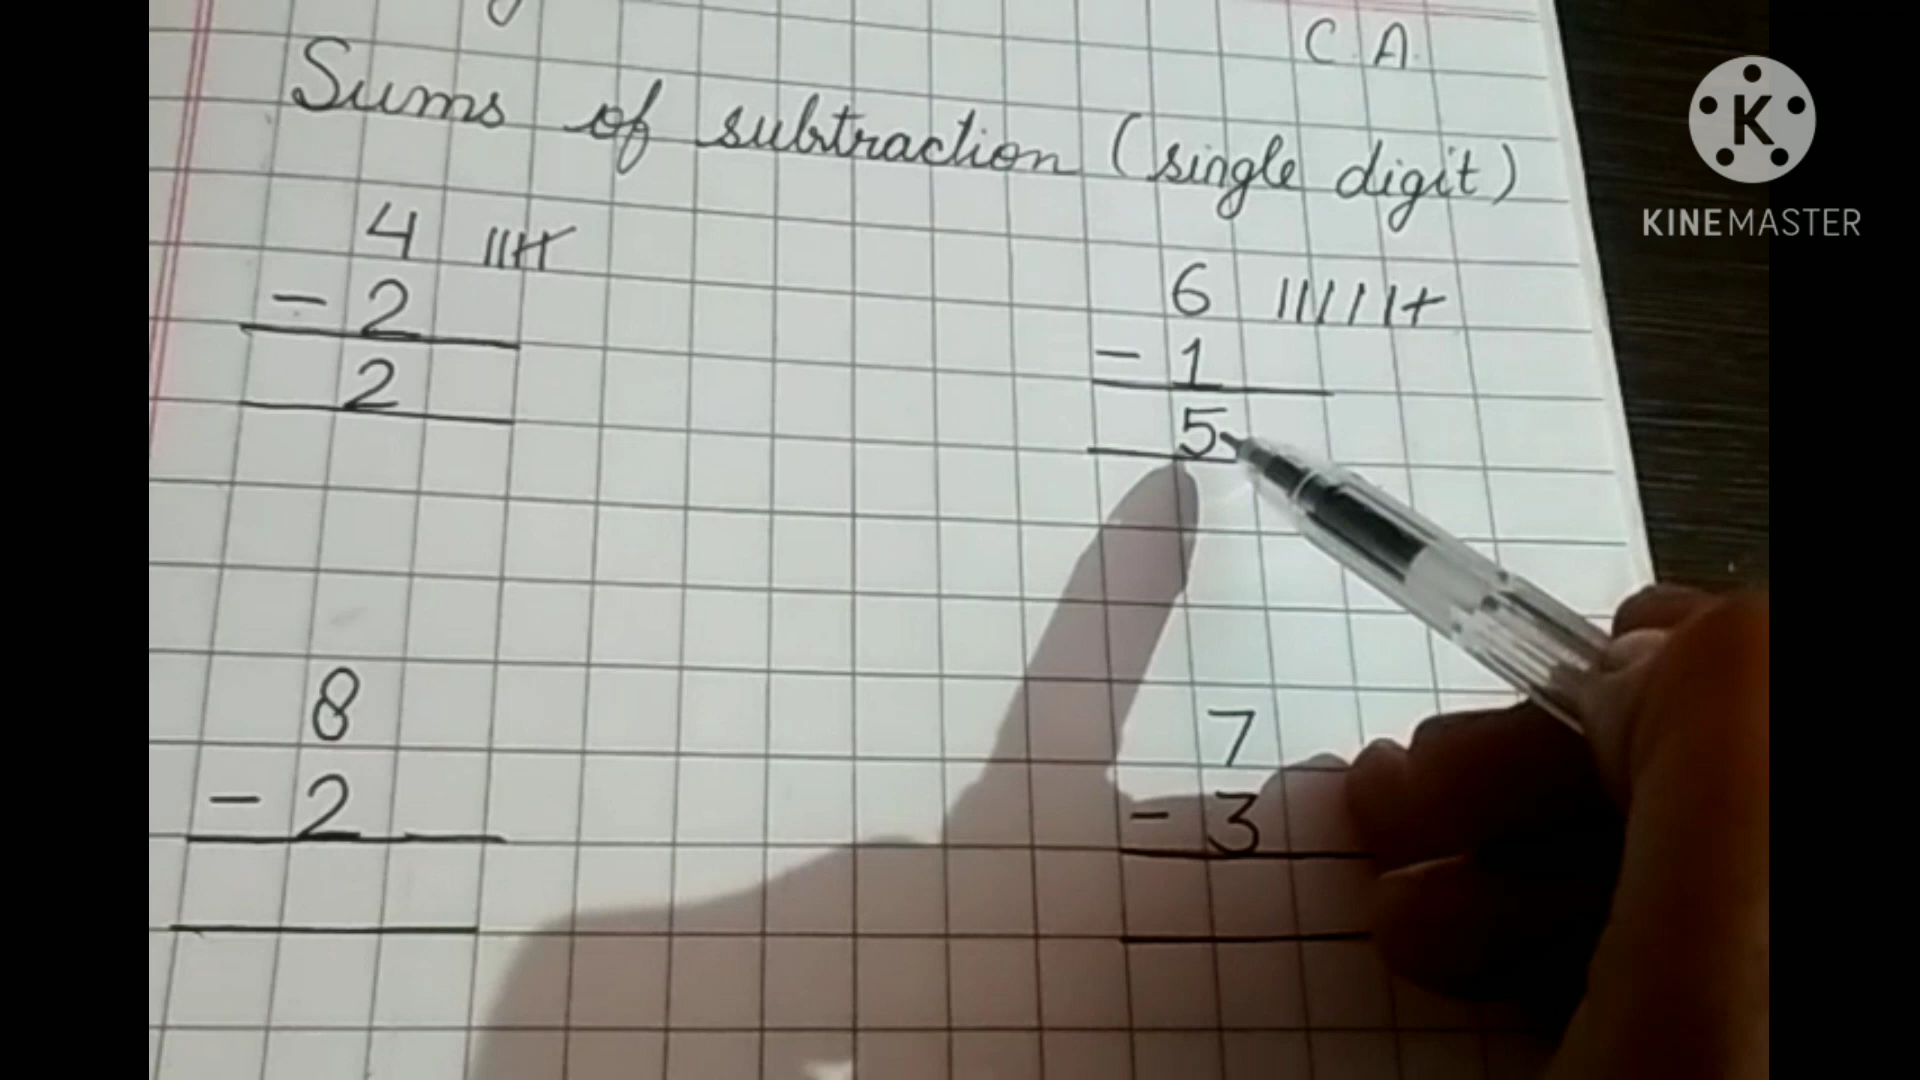 C.A.
Sums of subtraction (single digit)
4
- 2
2
6
- 1
5
8
- 2
7
- 3
K
KINEMASTER